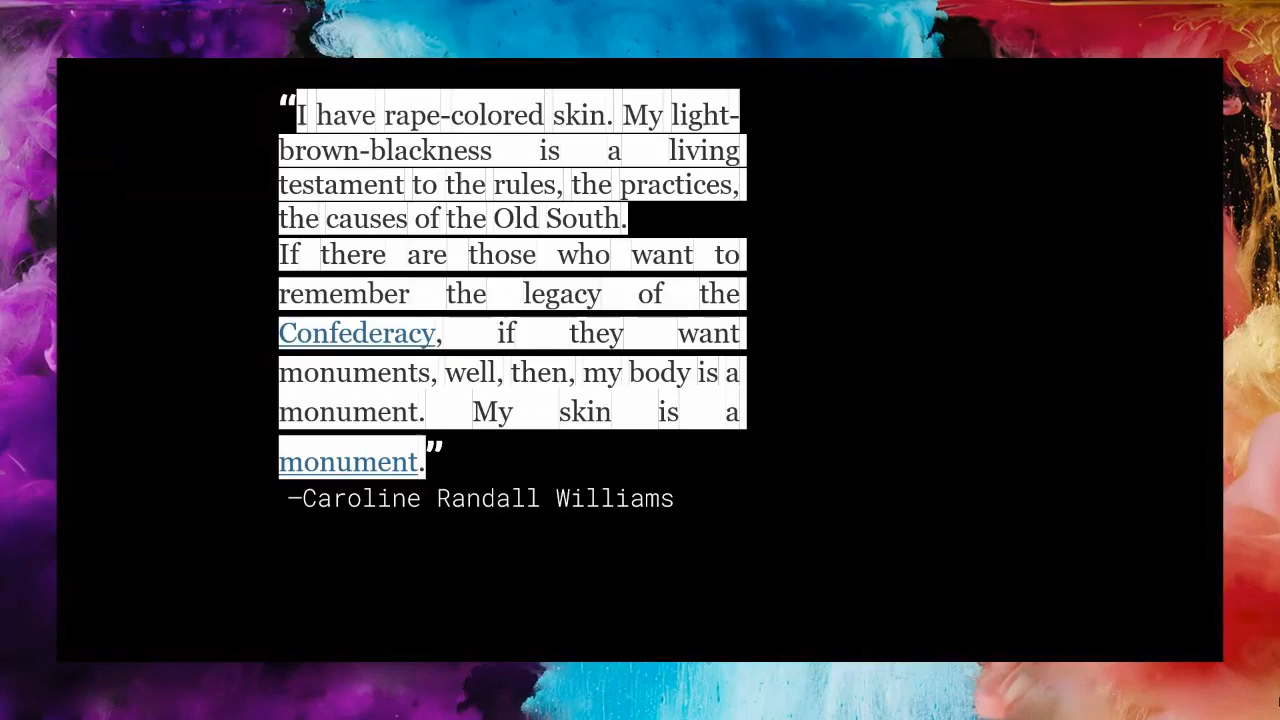 “I have rape-colored skin. My light-
brown-blackness is a living
testament to the rules, the practices,
the causes of the Old South.
If there are those who want to
remember the legacy of the
Confederacy, if they want
monuments, well, then, my body is a
monument. My skin is a
monument.”
—Caroline Randall Williams